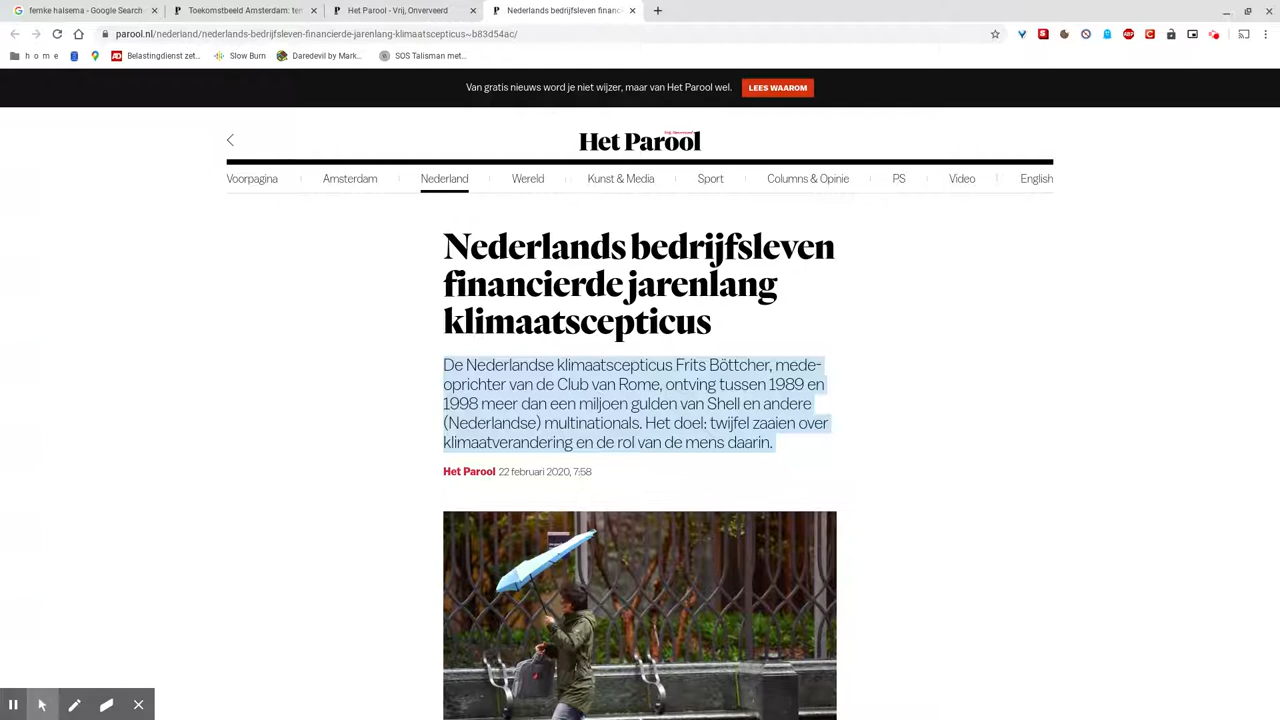 femke halsema - Google Search
Toekomstbeeld Amsterdam: ten
Het Parool - Vrij, Onverveerd
Nederlands bedrijfsleven financi
parool.nl/nederland/nederlands-bedrijfsleven-financierde-jarenlang-klimaatscepticus~b83d54ac/
h o m e
Belastingdienst zet...
Slow Burn
Daredevil by Mark...
SOS Talisman met...
Van gratis nieuws word je niet wijzer, maar van Het Parool wel.
LEES WAAROM
Het Parool
Voorpagina
Amsterdam
Nederland
Wereld
Kunst & Media
Sport
Columns & Opinie
PS
Video
English
Nederlands bedrijfsleven
financierde jarenlang
klimaatscepticus
De Nederlandse klimaatscepticus Frits Böttcher, mede-
oprichter van de Club van Rome, ontving tussen 1989 en
1998 meer dan een miljoen gulden van Shell en andere
(Nederlandse) multinationals. Het doel: twijfel zaaien over
klimaatverandering en de rol van de mens daarin.
Het Parool 22 februari 2020, 7:58